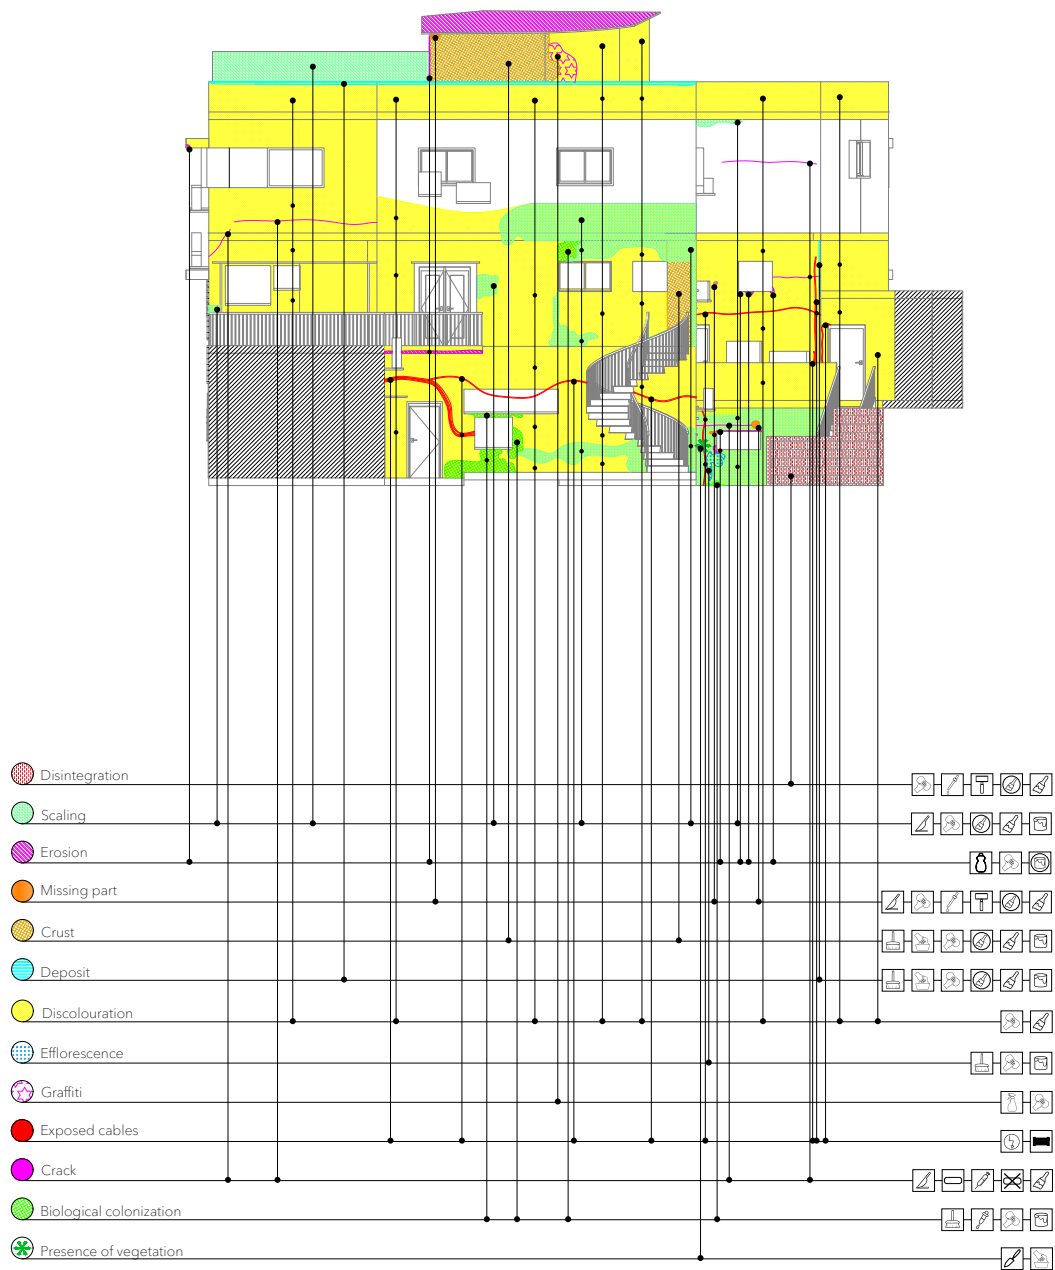 Disintegration
Scaling
Erosion
Missing part
Crust
Deposit
Discolouration
Efflorescence
Graffiti
Exposed cables
Crack
Biological colonization
Presence of vegetation